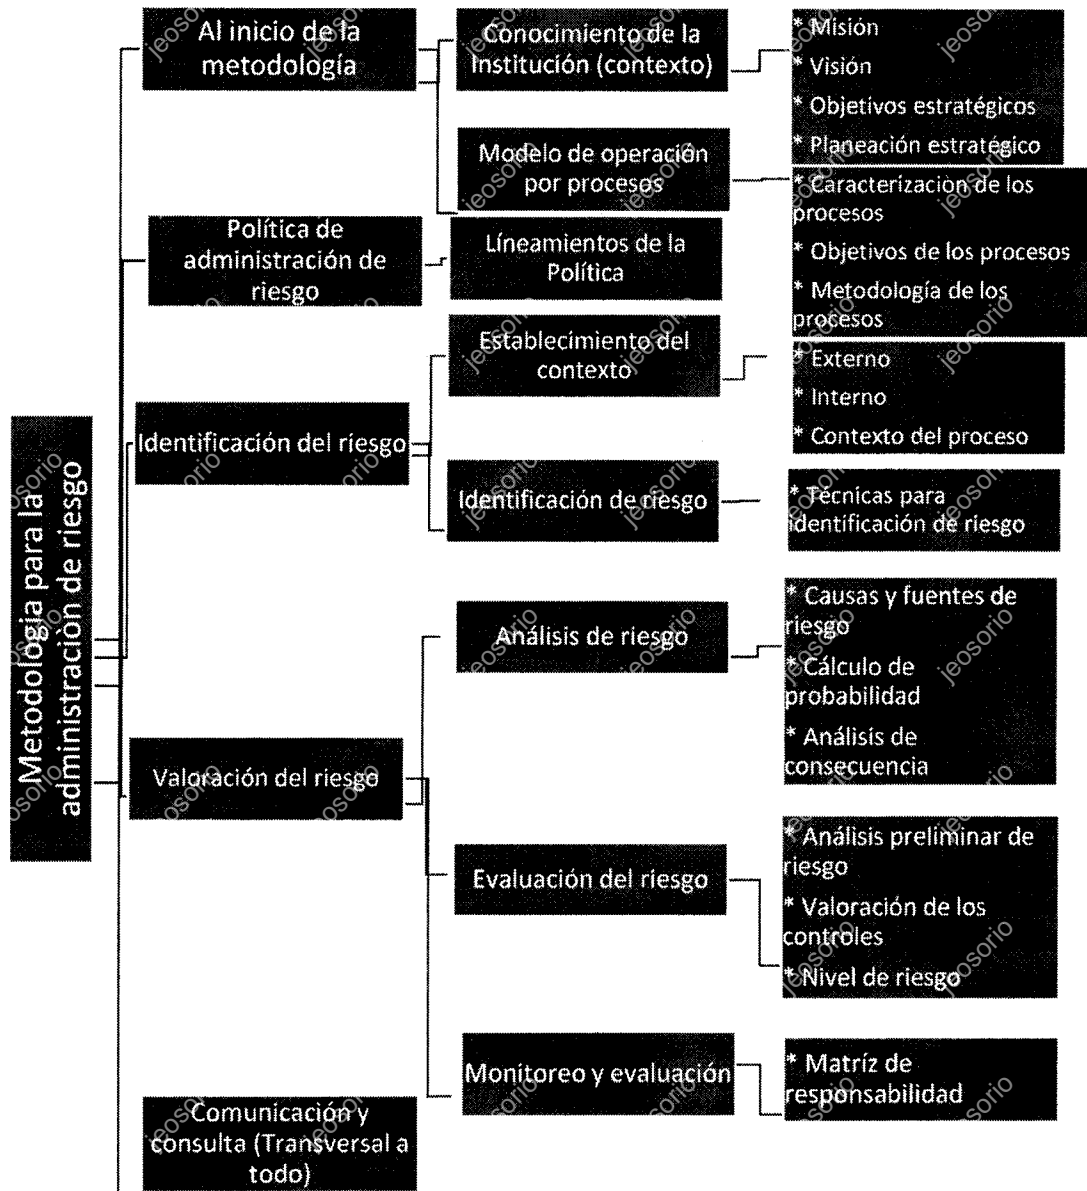 Metodología para la
administración de riesgo
Al inicio de la
metodología
Conocimiento de la
Institución (contexto)
* Misión
* Visión
* Objetivos estratégicos
* Planeación estratégico
Modelo de operación
por procesos
* Caracterización de los
procesos
* Objetivos de los procesos
* Metodología de los
procesos
Política de
administración de
riesgo
Líneamientos de la
Política
Identificación del riesgo
Establecimiento del
contexto
* Externo
* Interno
* Contexto del proceso
Identificación de riesgo
* Técnicas para
identificación de riesgo
Valoración del riesgo
Análisis de riesgo
* Causas y fuentes de
riesgo
* Cálculo de
probabilidad
* Análisis de
consecuencia
Evaluación del riesgo
* Análisis preliminar de
riesgo
* Valoración de los
controles
* Nivel de riesgo
Monitoreo y evaluación
* Matríz de
responsabilidad
Comunicación y
consulta (Transversal a
todo)
jeosorio